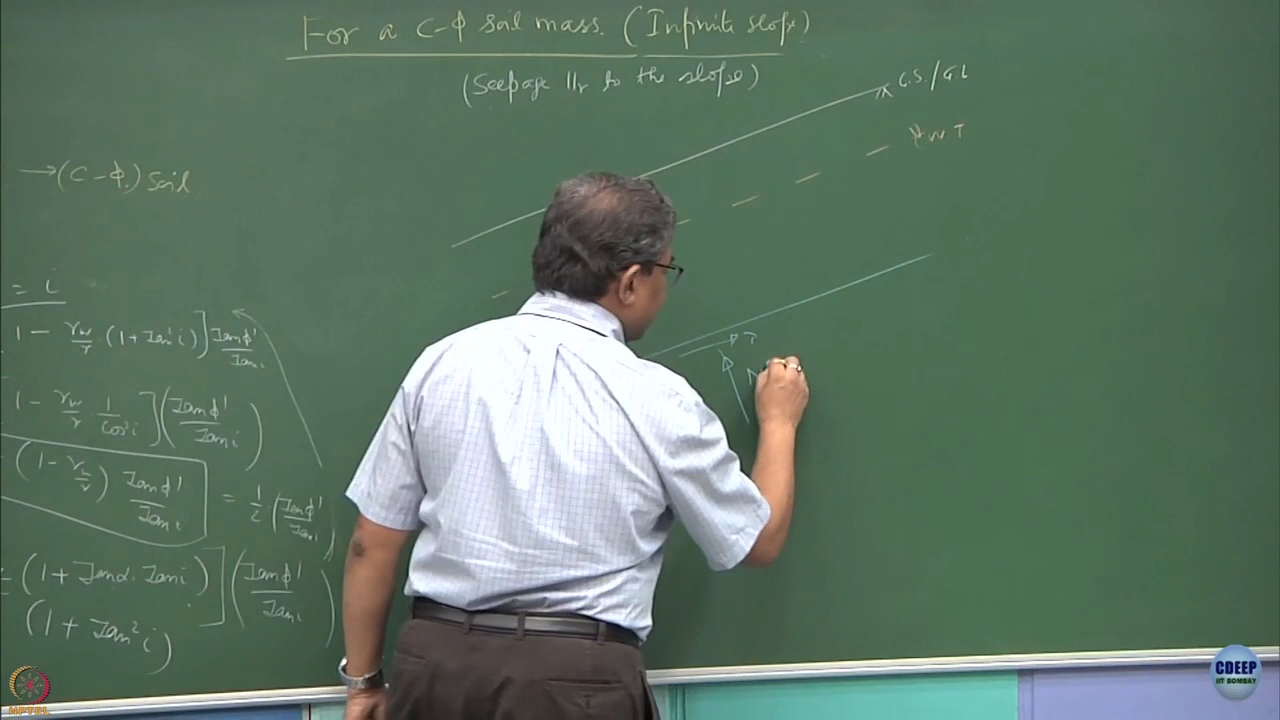 For a C-ϕ soil mass. (Infinite slope)
(Seepage llr to the slope)
G.S./G.L
W T
→(C-ϕ) soil
= i
1 - γw/γ · (1+Tan²i)] Tanϕ'/Tani
1 - γw/γ 1/Cos²i ] (Tanϕ'/Tani)
(1 - γw/γ) Tanϕ'/Tani = 1/2 · (Tanϕ'/Tani)
= (1 + Tanα. Tani) ] (Tanϕ'/Tani)
(1 + Tan²i)
T
N
NPTEL
CDEEP
IIT BOMBAY